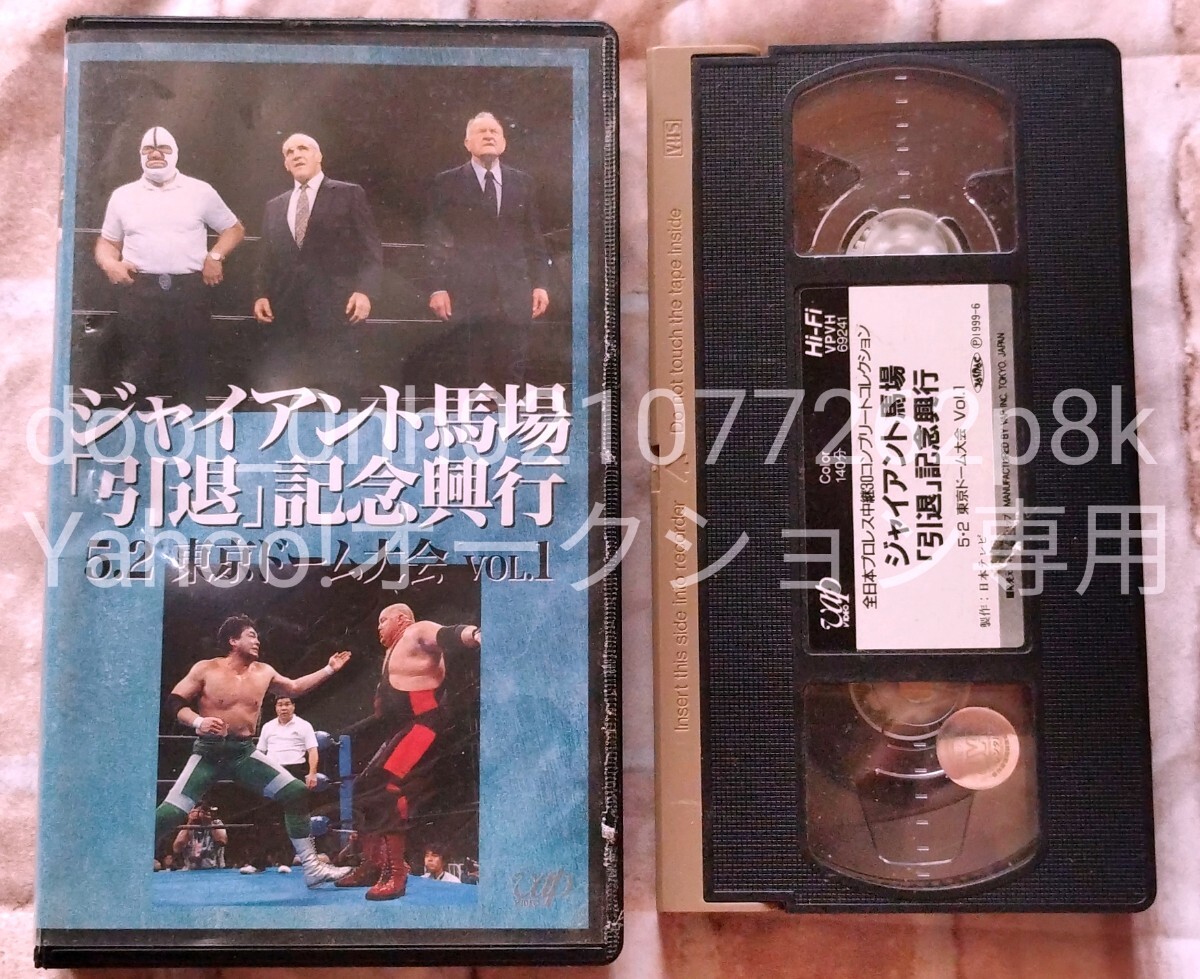 ジャイアント馬場
「引退」記念興行
5.2 東京ドーム大会 VOL.1
vap
VIDEO
VHS
Insert this side into recorder
Do not touch the tape inside
Hi-Fi
VPVH
69241
Color
140分
vap
VIDEO
全日本プロレス中継30コンプリートコレクション
ジャイアント馬場
「引退」記念興行
5・2 東京ドーム大会 Vol.1
製作：日本テレビ
Ⓟ1999-6
MANUFACTURED BY VAP INC. TOKYO, JAPAN
Yahoo!オークション専用